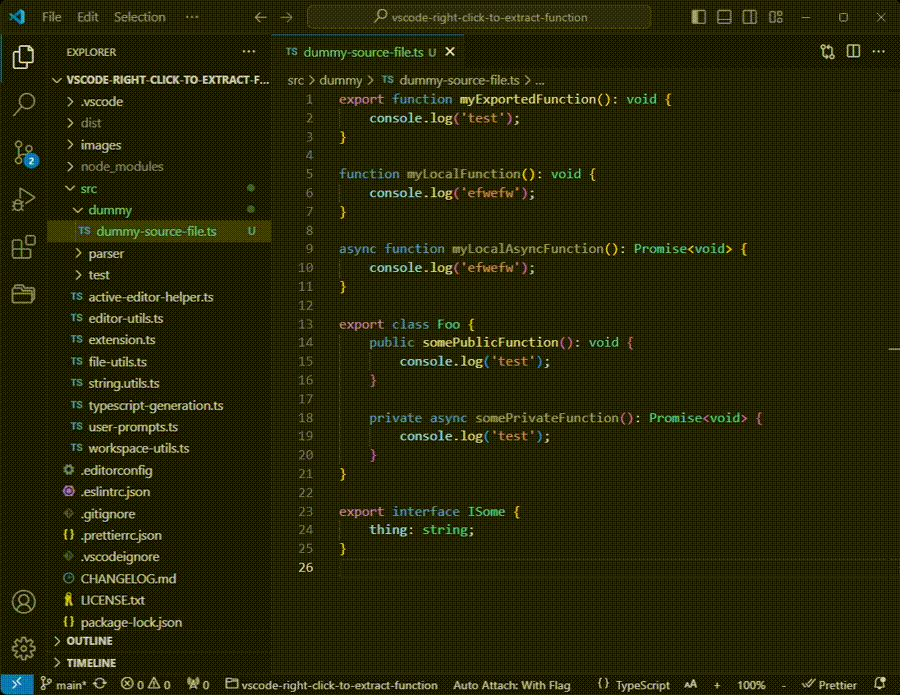 File Edit Selection ··· vscode-right-click-to-extract-function
EXPLORER ···
VSCODE-RIGHT-CLICK-TO-EXTRACT-F...
.vscode
dist
images
node_modules
src
dummy
TS dummy-source-file.ts U
parser
test
TS active-editor-helper.ts
TS editor-utils.ts
TS extension.ts
TS file-utils.ts
TS string.utils.ts
TS typescript-generation.ts
TS user-prompts.ts
TS workspace-utils.ts
.editorconfig
.eslintrc.json
.gitignore
{} .prettierrc.json
.vscodeignore
CHANGELOG.md
LICENSE.txt
{} package-lock.json
OUTLINE
TIMELINE
2
TS dummy-source-file.ts U ×
src > dummy > TS dummy-source-file.ts > ...
1 export function myExportedFunction(): void {
2 console.log('test');
3 }
4
5 function myLocalFunction(): void {
6 console.log('efwefw');
7 }
8
9 async function myLocalAsyncFunction(): Promise<void> {
10 console.log('efwefw');
11 }
12
13 export class Foo {
14 public somePublicFunction(): void {
15 console.log('test');
16 }
17
18 private async somePrivateFunction(): Promise<void> {
19 console.log('test');
20 }
21 }
22
23 export interface ISome {
24 thing: string;
25 }
26
main* 0 0 0 vscode-right-click-to-extract-function Auto Attach: With Flag {} TypeScript AA + 100% - Prettier